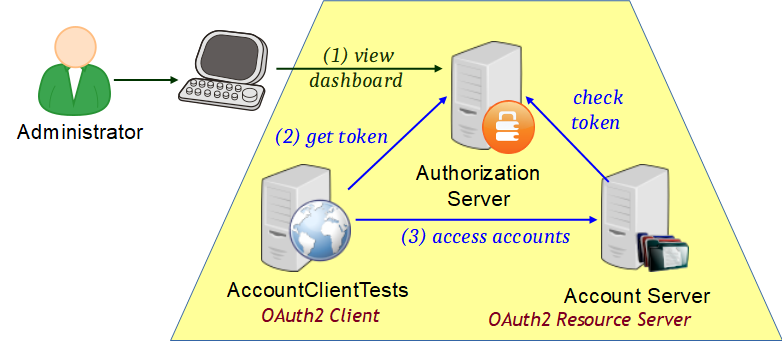 (1) view
dashboard
Administrator
(2) get token
check
token
Authorization
Server
(3) access accounts
AccountClientTests
OAuth2 Client
Account Server
OAuth2 Resource Server